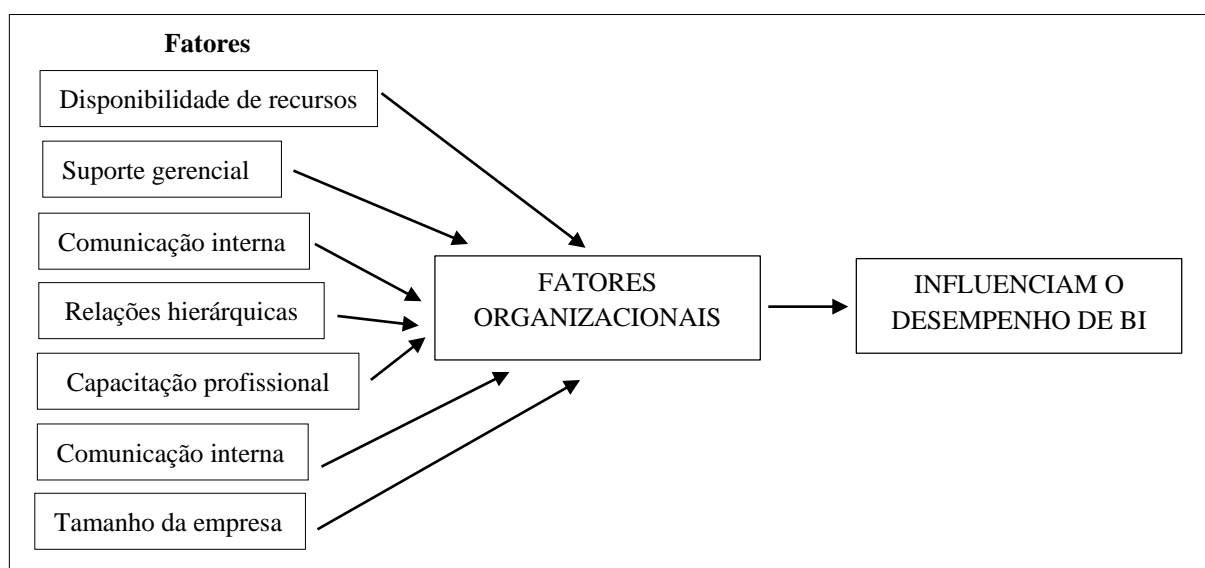 Fatores
Disponibilidade de recursos
Suporte gerencial
Comunicação interna
Relações hierárquicas
Capacitação profissional
Comunicação interna
Tamanho da empresa
FATORES
ORGANIZACIONAIS
INFLUENCIAM O
DESEMPENHO DE BI